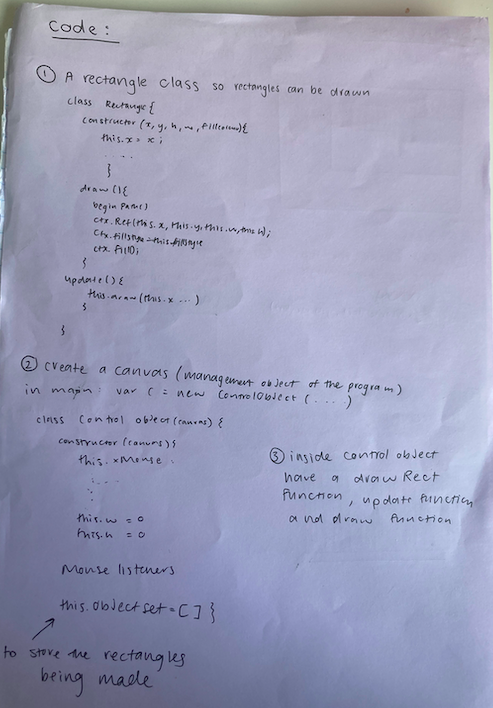 Code:
① A rectangle class so rectangles can be drawn
class Rectangle {
constructor (x, y, h, w, fillcolour){
this.x = x;
....
}
draw () {
begin Path()
ctx.Rect(this.x, this.y, this.w, this.h);
ctx.fillstyle = this.fillstyle
ctx.fill();
}
update () {
this.draw (this.x ...)
}
}
② create a canvas (management object of the program)
in main: var C = new ControlObject (...)
class Control object (canvas) {
constructor (canvas) {
this.xMouse
....
this.w = 0
this.h = 0
Mouse listeners
this.objectset = [] }
to store the rectangles
being made
③ inside control object
have a drawRect
function, update function
and draw function